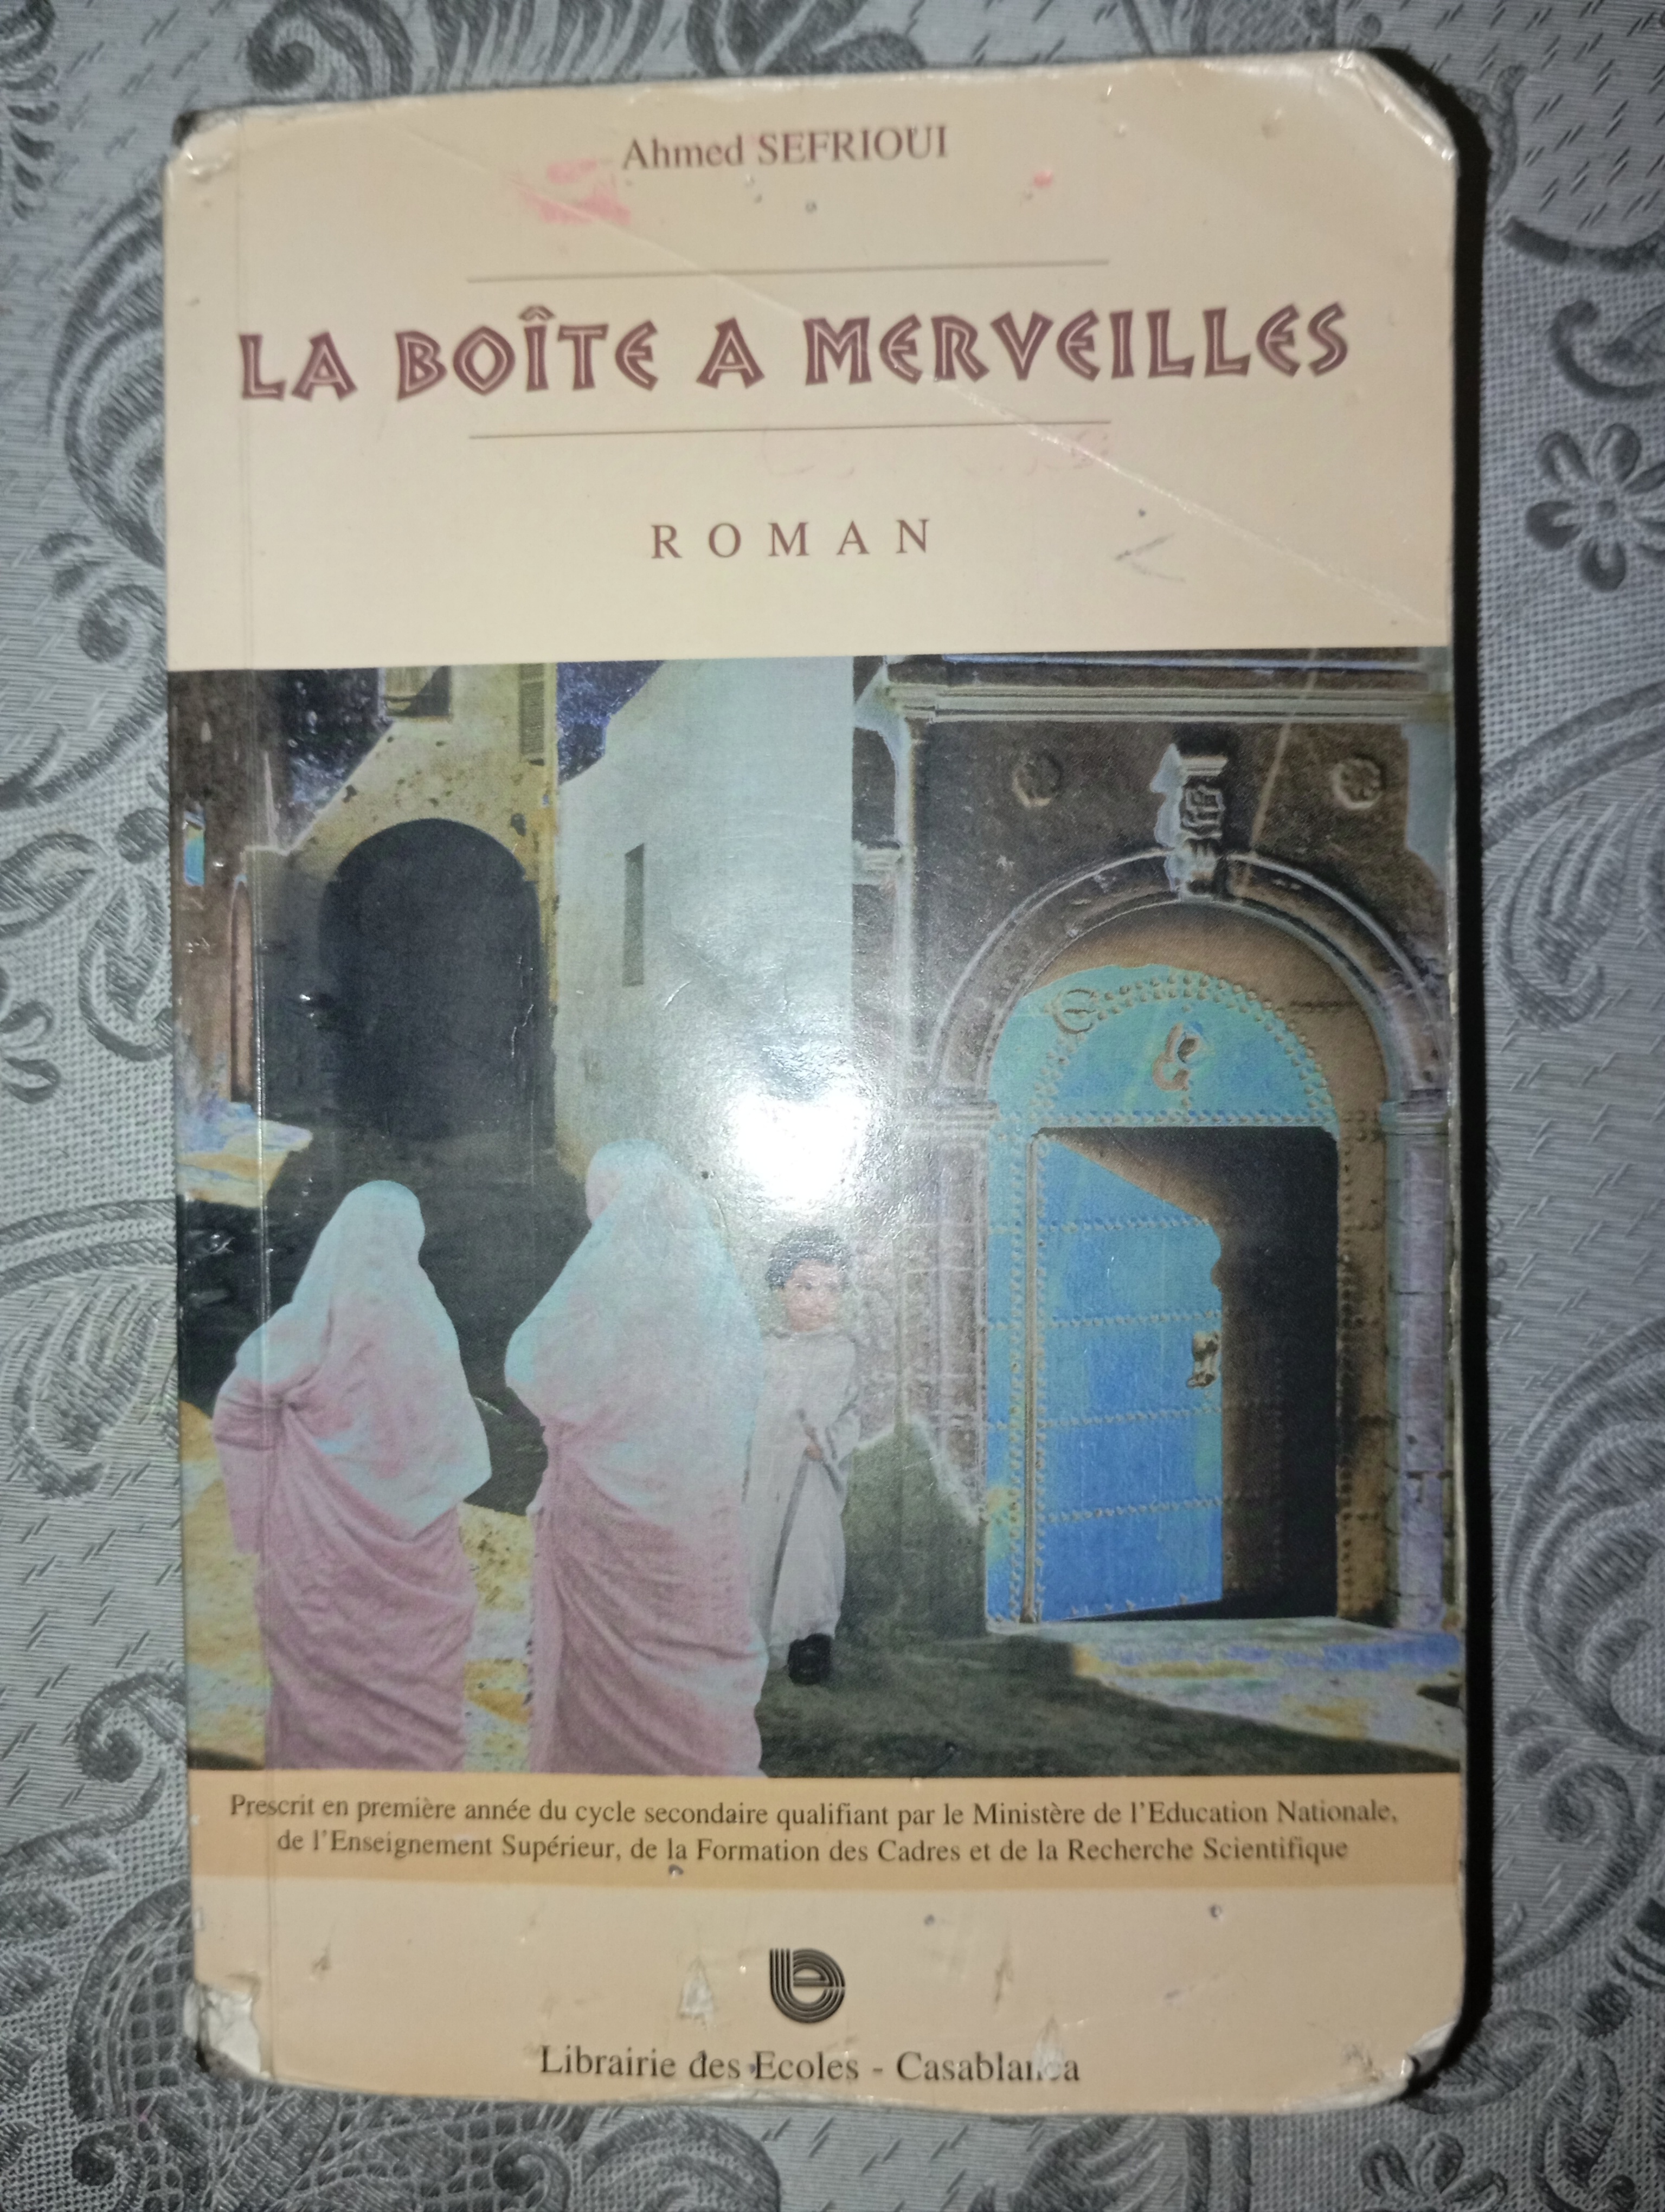 Ahmed SEFRIOUI
LA BOÎTE A MERVEILLES
ROMAN
Prescrit en première année du cycle secondaire qualifiant par le Ministère de l'Education Nationale,
de l'Enseignement Supérieur, de la Formation des Cadres et de la Recherche Scientifique
Librairie des Ecoles - Casablanca